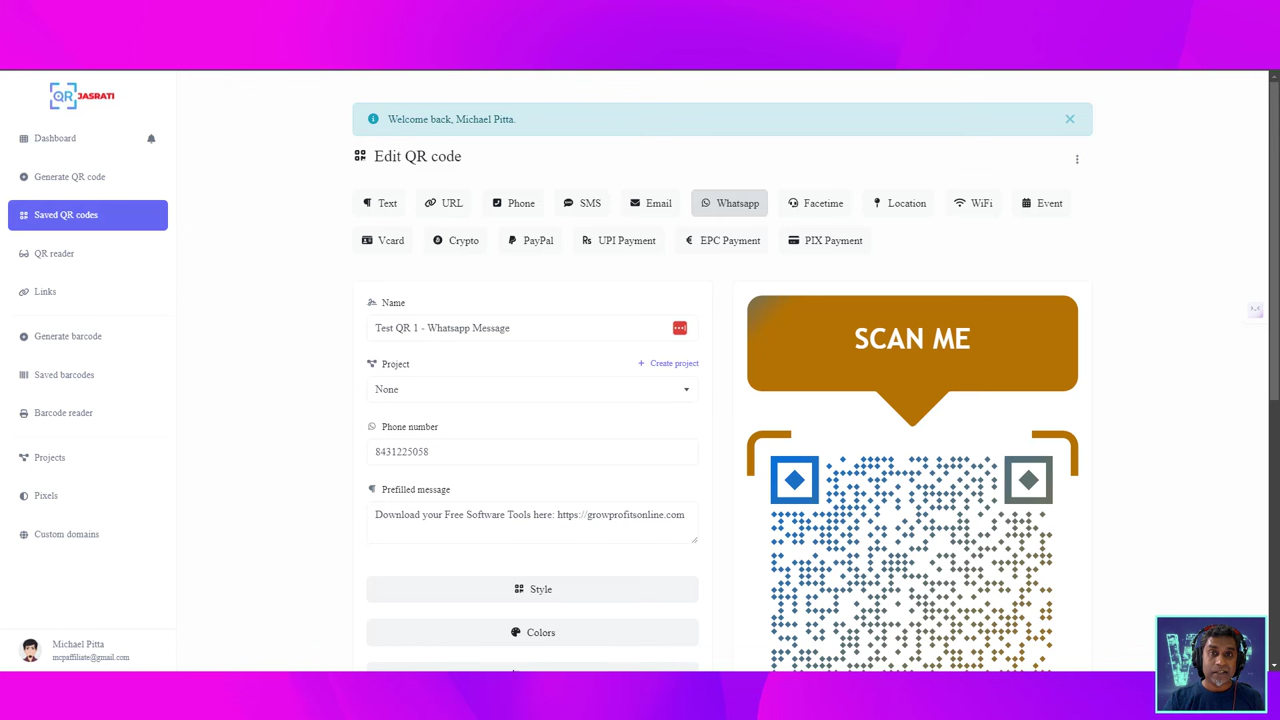 QR JASRATI
Welcome back, Michael Pitta.
Edit QR code
Dashboard
Generate QR code
Saved QR codes
QR reader
Links
Generate barcode
Saved barcodes
Barcode reader
Projects
Pixels
Custom domains
Michael Pitta
mcpaffiliate@gmail.com
Text URL Phone SMS Email Whatsapp Facetime Location WiFi Event
Vcard Crypto PayPal Rs UPI Payment € EPC Payment PIX Payment
Name
Test QR 1 - Whatsapp Message
Project + Create project
None
Phone number
8431225058
Prefilled message
Download your Free Software Tools here: https://growprofitsonline.com
Style
Colors
SCAN ME